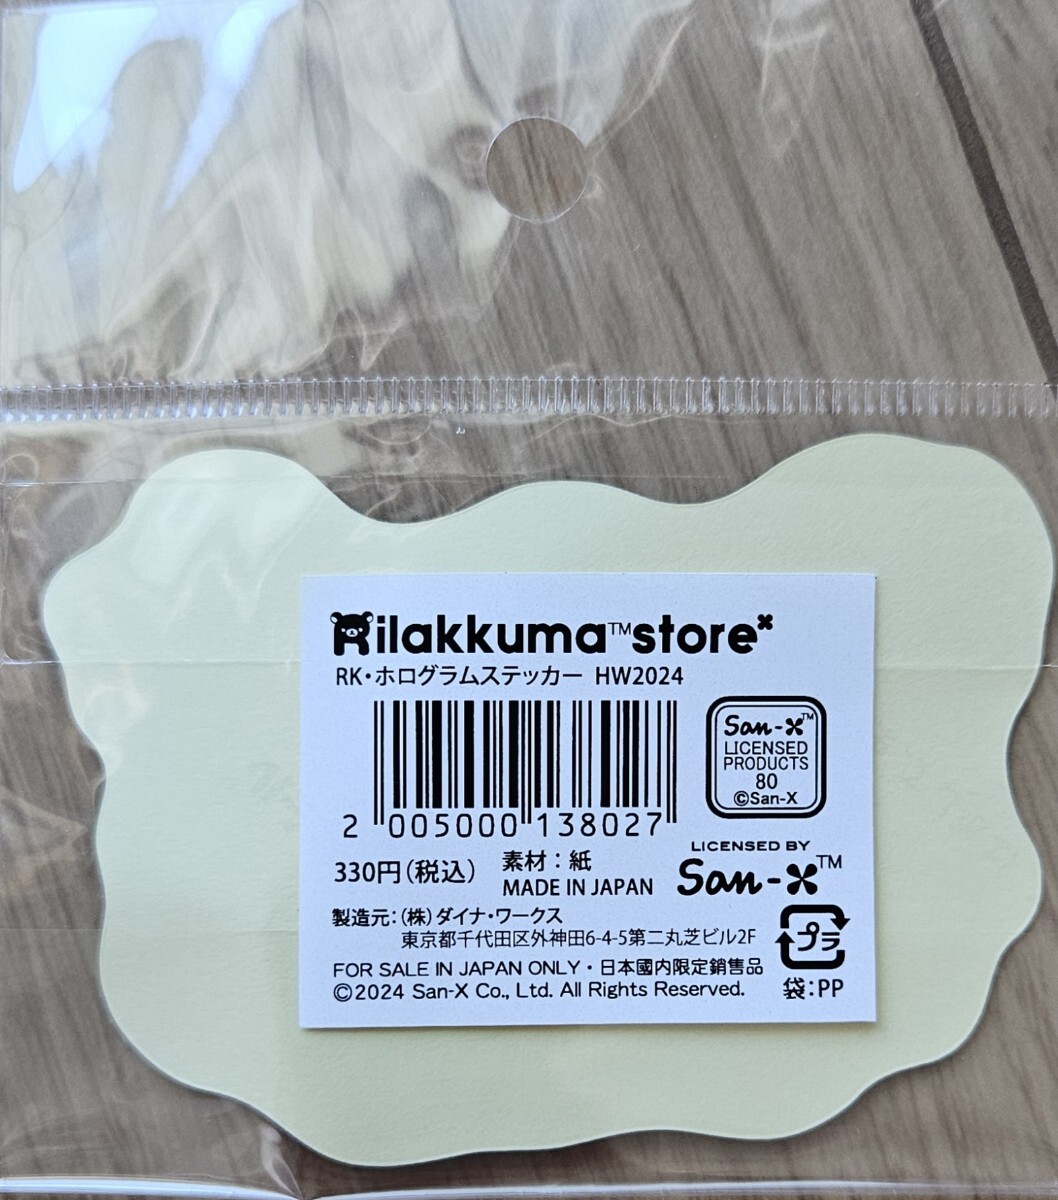 Rilakkuma™store
RK・ホログラムステッカー HW2024
2 005000 138027
San-X™
LICENSED
PRODUCTS
80
©San-X
330円(税込)
素材：紙
MADE IN JAPAN
LICENSED BY
San-X™
製造元：(株)ダイナ・ワークス
東京都千代田区外神田6-4-5第二丸芝ビル2F
プラ
袋：PP
FOR SALE IN JAPAN ONLY・日本國内限定銷售品
©2024 San-X Co., Ltd. All Rights Reserved.